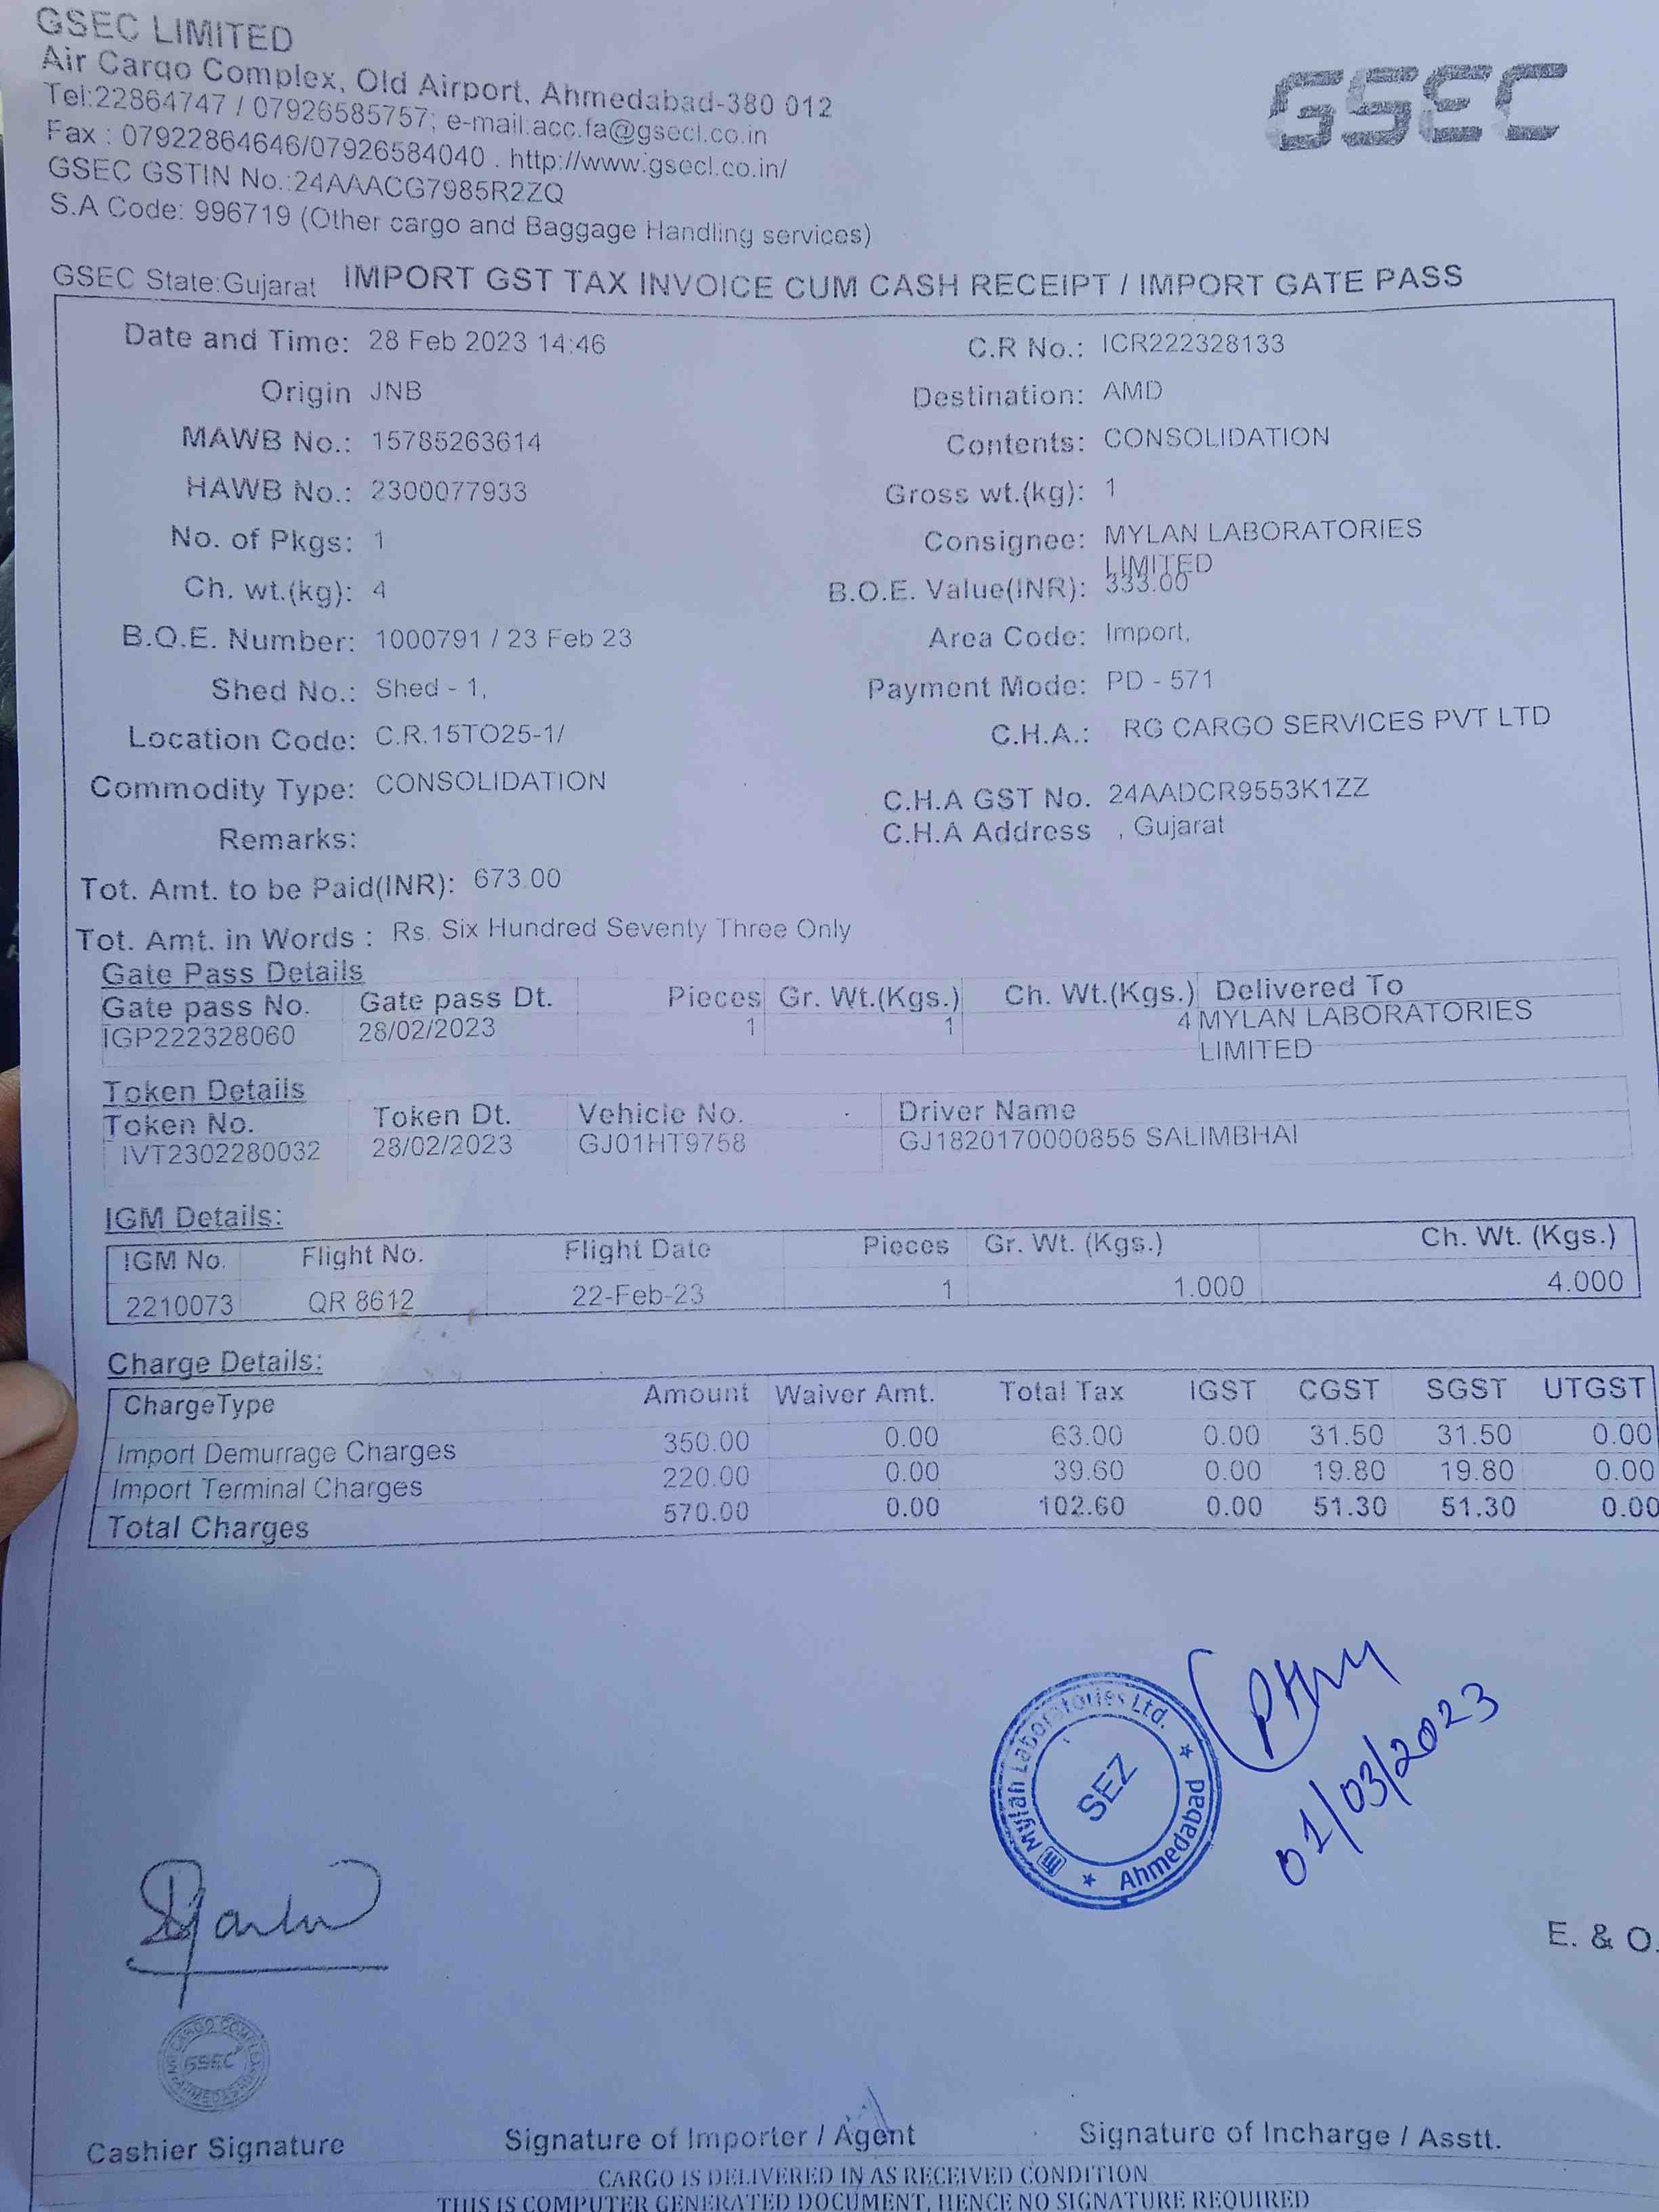 GSEC LIMITED
Air Cargo Complex, Old Airport, Ahmedabad-380 012
Tel:22864747 / 07926585757; e-mail:acc.fa@gsecl.co.in
Fax : 07922864646/07926584040 . http://www.gsecl.co.in/
GSEC GSTIN No.:24AAACG7985R2ZQ
S.A Code: 996719 (Other cargo and Baggage Handling services)
GSEC
GSEC State:Gujarat IMPORT GST TAX INVOICE CUM CASH RECEIPT / IMPORT GATE PASS
Date and Time: 28 Feb 2023 14:46 C.R No.: ICR222328133
Origin JNB Destination: AMD
MAWB No.: 15785263614 Contents: CONSOLIDATION
HAWB No.: 2300077933 Gross wt.(kg): 1
No. of Pkgs: 1 Consignee: MYLAN LABORATORIES
LIMITED
Ch. wt.(kg): 4 B.O.E. Value(INR): 333.00
B.O.E. Number: 1000791 / 23 Feb 23 Area Code: Import,
Shed No.: Shed - 1, Payment Mode: PD - 571
Location Code: C.R.15TO25-1/ C.H.A.: RG CARGO SERVICES PVT LTD
Commodity Type: CONSOLIDATION C.H.A GST No. 24AADCR9553K1ZZ
Remarks: C.H.A Address , Gujarat
Tot. Amt. to be Paid(INR): 673.00
Tot. Amt. in Words : Rs. Six Hundred Seventy Three Only
Gate Pass Details
Gate pass No. Gate pass Dt. Pieces Gr. Wt.(Kgs.) Ch. Wt.(Kgs.) Delivered To
IGP222328060 28/02/2023 1 1 4 MYLAN LABORATORIES
LIMITED
Token Details
Token No. Token Dt. Vehicle No. Driver Name
IVT2302280032 28/02/2023 GJ01HT9758 GJ1820170000855 SALIMBHAI
IGM Details:
IGM No. Flight No. Flight Date Pieces Gr. Wt. (Kgs.) Ch. Wt. (Kgs.)
2210073 QR 8612 22-Feb-23 1 1.000 4.000
Charge Details:
ChargeType Amount Waiver Amt. Total Tax IGST CGST SGST UTGST
Import Demurrage Charges 350.00 0.00 63.00 0.00 31.50 31.50 0.00
Import Terminal Charges 220.00 0.00 39.60 0.00 19.80 19.80 0.00
Total Charges 570.00 0.00 102.60 0.00 51.30 51.30 0.00
Mylan Laboratories Ltd.
SEZ
Ahmedabad
01/03/2023
E. & O.
CARGO COMPLEX
GSEC
AHMEDABAD
Cashier Signature Signature of Importer / Agent Signature of Incharge / Asstt.
CARGO IS DELIVERED IN AS RECEIVED CONDITION
THIS IS COMPUTER GENERATED DOCUMENT, HENCE NO SIGNATURE REQUIRED